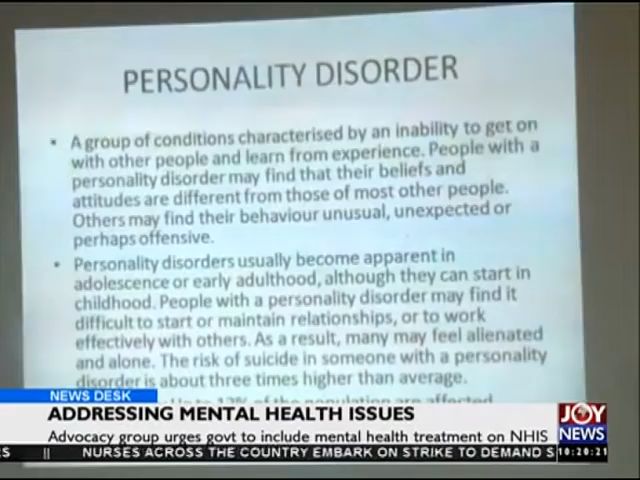 PERSONALITY DISORDER
• A group of conditions characterised by an inability to get on
with other people and learn from experience. People with a
personality disorder may find that their beliefs and
attitudes are different from those of most other people.
Others may find their behaviour unusual, unexpected or
perhaps offensive.
• Personality disorders usually become apparent in
adolescence or early adulthood, although they can start in
childhood. People with a personality disorder may find it
difficult to start or maintain relationships, or to work
effectively with others. As a result, many may feel alienated
and alone. The risk of suicide in someone with a personality
disorder is about three times higher than average.
of the population are affected
NEWS DESK
ADDRESSING MENTAL HEALTH ISSUES
Advocacy group urges govt to include mental health treatment on NHIS
JOY
NEWS
S || NURSES ACROSS THE COUNTRY EMBARK ON STRIKE TO DEMAND S
10:20:21